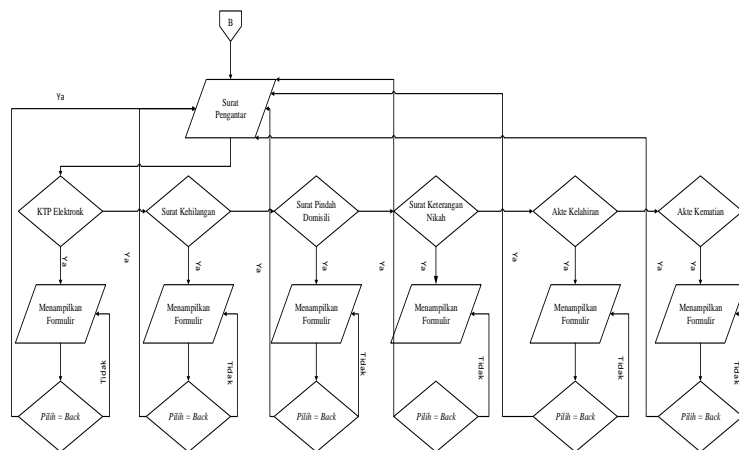 B
Ya
Surat
Pengantar
KTP Elektronk
Surat Kehilangan
Surat Pindah
Domisili
Surat Keterangan
Nikah
Akte Kelahiran
Akte Kematian
Ya
Ya
Ya
Ya
Ya
Ya
Ya
Ya
Ya
Ya
Ya
Menampilkan
Formulir
Menampilkan
Formulir
Menampilkan
Formulir
Menampilkan
Formulir
Menampilkan
Formulir
Menampilkan
Formulir
Tidak
Tidak
Tidak
Tidak
Tidak
Tidak
Pilih = Back
Pilih = Back
Pilih = Back
Pilih = Back
Pilih = Back
Pilih = Back